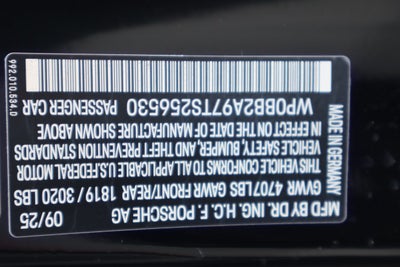 MFD BY DR. ING. H.C. F. PORSCHE AG
09/25
GVWR 4707LBS GAWR FRONT/REAR 1819 / 3020 LBS
THIS VEHICLE CONFORMS TO ALL APPLICABLE U.S. FEDERAL MOTOR
VEHICLE SAFETY, BUMPER, AND THEFT PREVENTION STANDARDS
IN EFFECT ON THE DATE OF MANUFACTURE SHOWN ABOVE
MADE IN GERMANY
WP0BB2A97TS256530 PASSENGER CAR
992.010.534.D